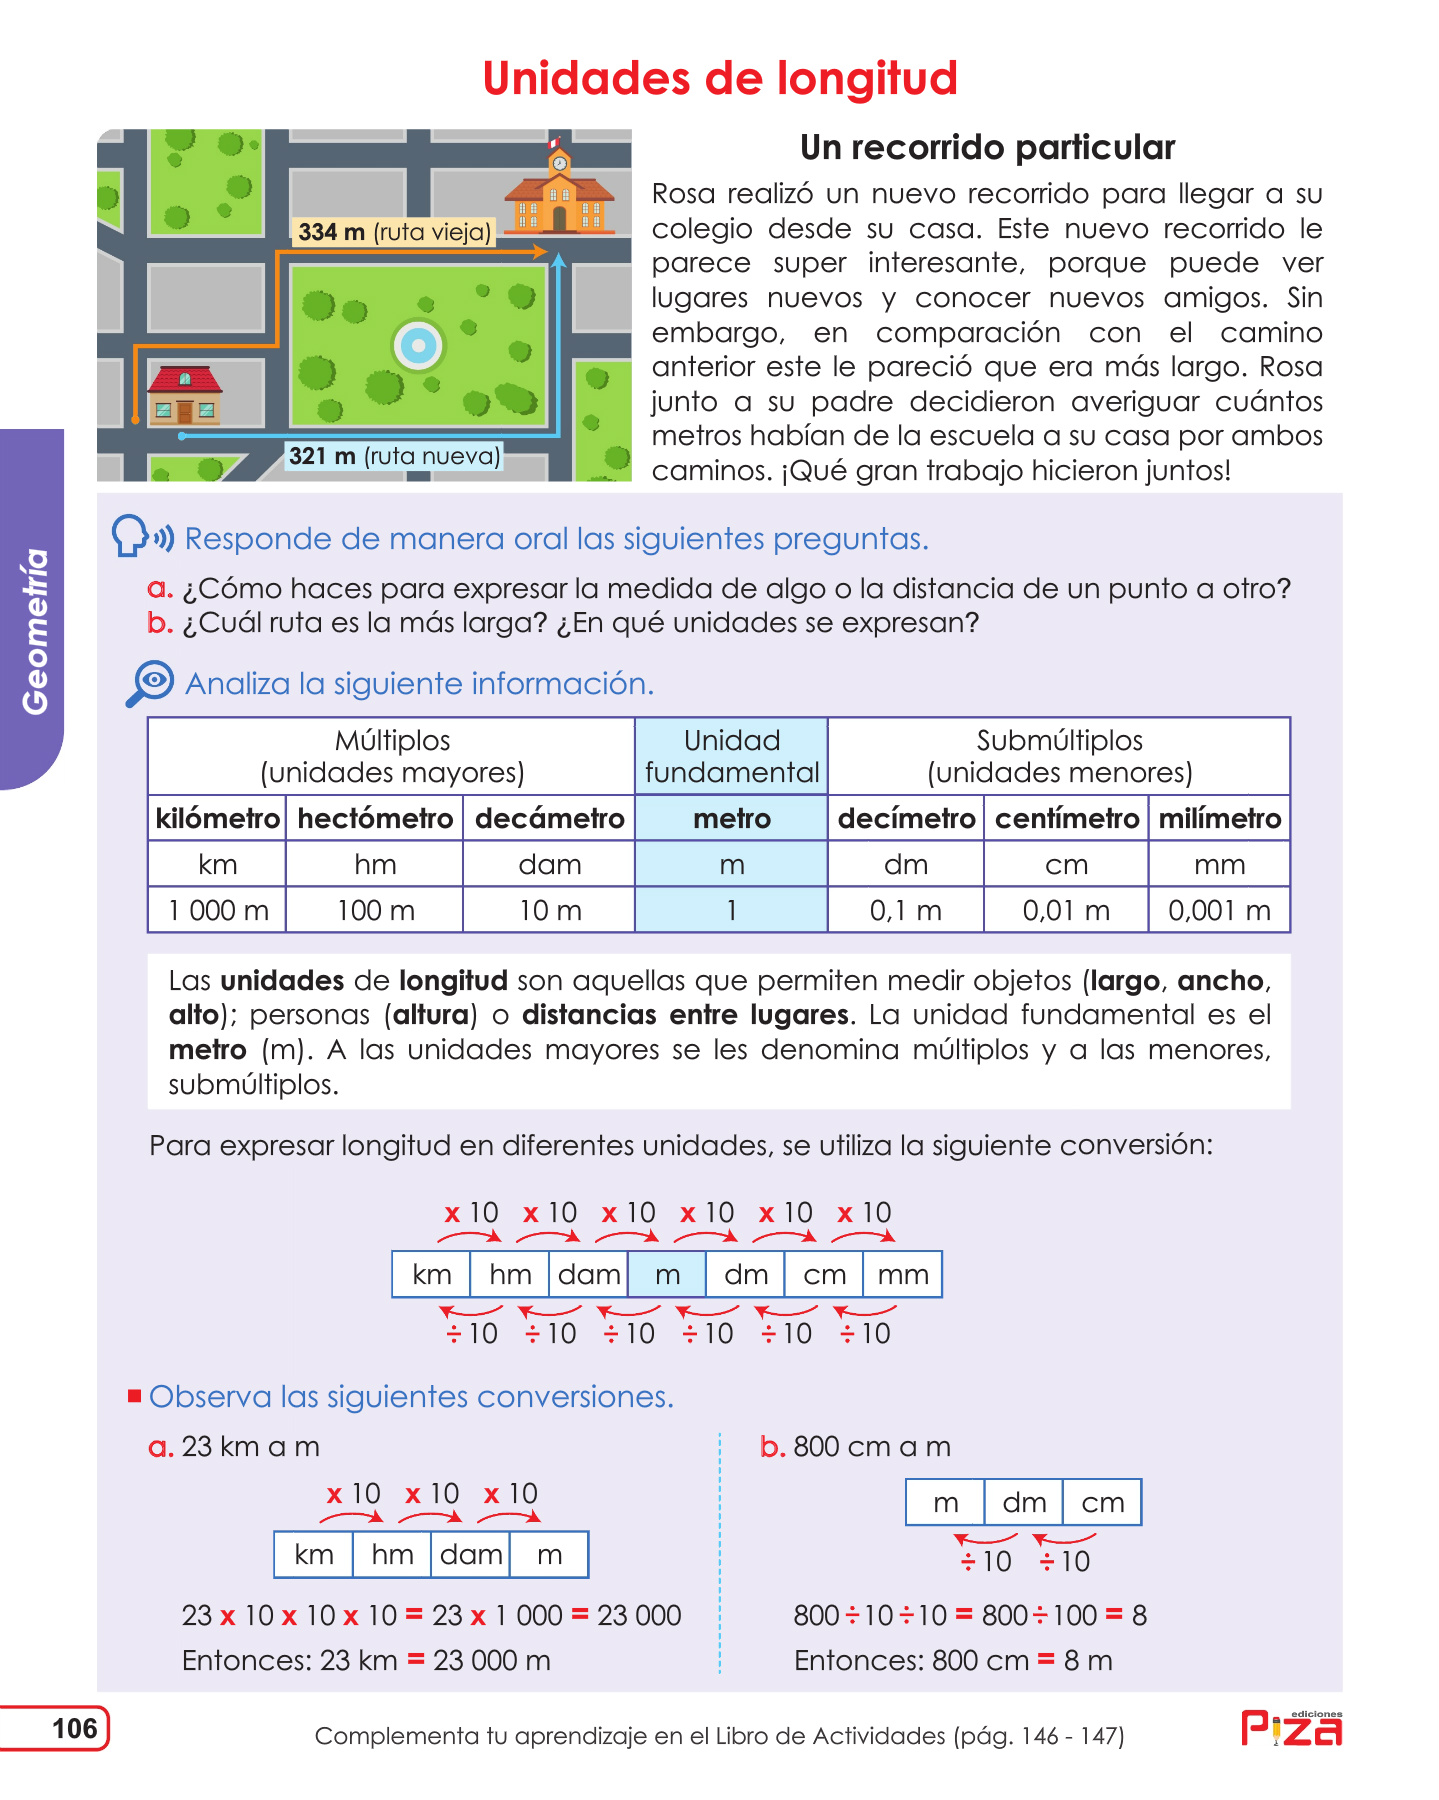 Unidades de longitud
334 m (ruta vieja)
321 m (ruta nueva)
Un recorrido particular
Rosa realizó un nuevo recorrido para llegar a su
colegio desde su casa. Este nuevo recorrido le
parece super interesante, porque puede ver
lugares nuevos y conocer nuevos amigos. Sin
embargo, en comparación con el camino
anterior este le pareció que era más largo. Rosa
junto a su padre decidieron averiguar cuántos
metros habían de la escuela a su casa por ambos
caminos. ¡Qué gran trabajo hicieron juntos!
Geometría
Responde de manera oral las siguientes preguntas.
a. ¿Cómo haces para expresar la medida de algo o la distancia de un punto a otro?
b. ¿Cuál ruta es la más larga? ¿En qué unidades se expresan?
Analiza la siguiente información.
Múltiplos
(unidades mayores)
Unidad
fundamental
Submúltiplos
(unidades menores)
kilómetro hectómetro decámetro metro decímetro centímetro milímetro
km hm dam m dm cm mm
1 000 m 100 m 10 m 1 0,1 m 0,01 m 0,001 m
Las unidades de longitud son aquellas que permiten medir objetos (largo, ancho,
alto); personas (altura) o distancias entre lugares. La unidad fundamental es el
metro (m). A las unidades mayores se les denomina múltiplos y a las menores,
submúltiplos.
Para expresar longitud en diferentes unidades, se utiliza la siguiente conversión:
x 10 x 10 x 10 x 10 x 10 x 10
km hm dam m dm cm mm
÷ 10 ÷ 10 ÷ 10 ÷ 10 ÷ 10 ÷ 10
Observa las siguientes conversiones.
a. 23 km a m
x 10 x 10 x 10
km hm dam m
23 x 10 x 10 x 10 = 23 x 1 000 = 23 000
Entonces: 23 km = 23 000 m
b. 800 cm a m
m dm cm
÷ 10 ÷ 10
800 ÷ 10 ÷ 10 = 800 ÷ 100 = 8
Entonces: 800 cm = 8 m
106
Complementa tu aprendizaje en el Libro de Actividades (pág. 146 - 147)
ediciones
Piza